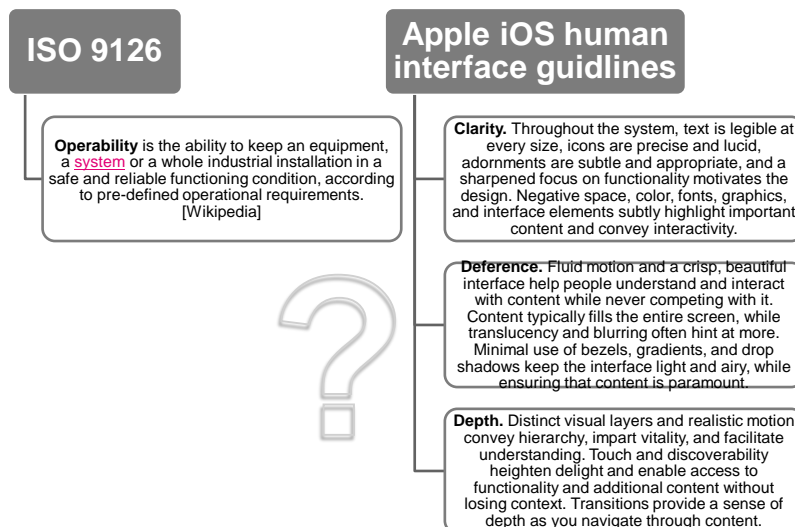 ISO 9126
Operability is the ability to keep an equipment,
a system or a whole industrial installation in a
safe and reliable functioning condition, according
to pre-defined operational requirements.
[Wikipedia]
?
Apple iOS human
interface guidlines
Clarity. Throughout the system, text is legible at
every size, icons are precise and lucid,
adornments are subtle and appropriate, and a
sharpened focus on functionality motivates the
design. Negative space, color, fonts, graphics,
and interface elements subtly highlight important
content and convey interactivity.
Deference. Fluid motion and a crisp, beautiful
interface help people understand and interact
with content while never competing with it.
Content typically fills the entire screen, while
translucency and blurring often hint at more.
Minimal use of bezels, gradients, and drop
shadows keep the interface light and airy, while
ensuring that content is paramount.
Depth. Distinct visual layers and realistic motion
convey hierarchy, impart vitality, and facilitate
understanding. Touch and discoverability
heighten delight and enable access to
functionality and additional content without
losing context. Transitions provide a sense of
depth as you navigate through content.